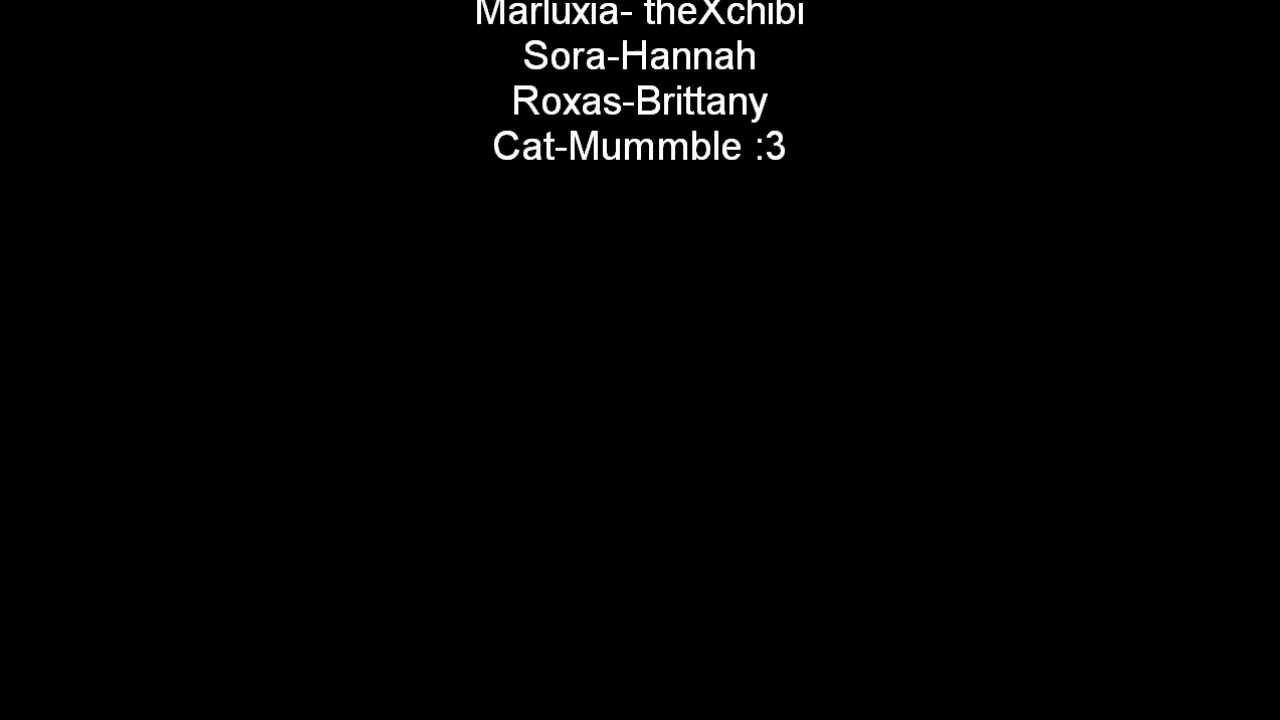 Marluxia- theXchibi
Sora-Hannah
Roxas-Brittany
Cat-Mummble :3